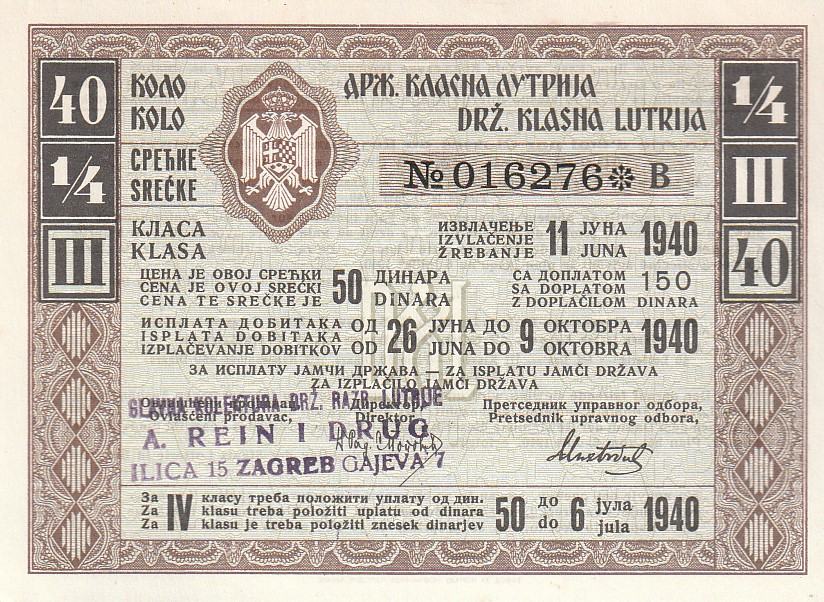 40
КОЛО
KOLO
ДРЖ. КЛАСНА ЛУТРИЈА
DRŽ. KLASNA LUTRIJA
1/4
1/4
СРЕЋКЕ
SREČKE
№ 016276 B
III
III
КЛАСА
KLASA
ИЗВЛАЧЕЊЕ
IZVLAČENJE
ŽREBANJE
11 ЈУНА JUNA 1940
40
ЦЕНА ЈЕ ОВОЈ СРЕЋКИ
CENA JE OVOJ SREČKI
CENA TE SREČKE JE
50 ДИНАРА DINARA
СА ДОПЛАТОМ
SA DOPLATOM
Z DOPLAČILOM
150
DINARA
ИСПЛАТА ДОБИТАКА
ISPLATA DOBITAKA
IZPLAČEVANJE DOBITKOV
ОД OD 26 ЈУНА ДО JUNA DO 9 ОКТОБРА OKTOBRA 1940
ЗА ИСПЛАТУ ЈАМЧИ ДРЖАВА — ZA ISPLATU JAMČI DRŽAVA
ZA IZPLAČILO JAMČI DRŽAVA
Директор,
Претседник управног одбора,
Ovlašćeni prodavac,
Direktor,
Pretsednik upravnog odbora,
GLAVNA KOLEKTURA DRŽ. RAZR. LUTRIJE
A. REIN I DRUG
ILICA 15 ZAGREB GAJEVA 7
За
Za
Za
IV
класу треба положити уплату од дин.
klasu treba položiti uplatu od dinara
klasu je treba položiti znesek dinarjev
50 до do 6 јула jula 1940